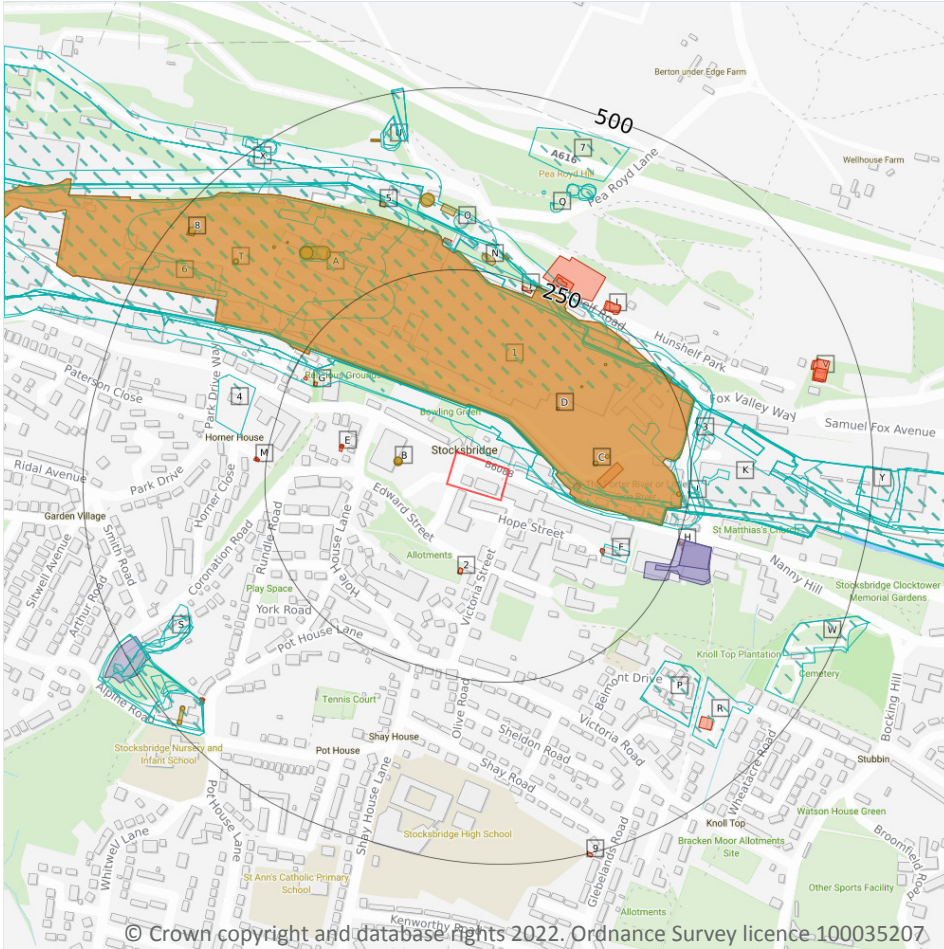 Berton under Edge Farm
500
U
7
X
A616
Wellhouse Farm
Pea Royd Hill
Pea Royd Lane
5
Q
O
8
N
T
A
6
250
Hunshelf Park
1
V
Fox Valley Way
G
Paterson Close
Park Drive Way
4
D
Samuel Fox Avenue
Bowling Green
3
Horner House
E
Stocksbridge
M
B
C
B6088
K
Y
Ridal Avenue
Park Drive
Horner Close
Edward Street
Garden Village
Hope Street
St Matthias's Church
Smith Road
Coronation Road
Rundle Road
Hole House Lane
F
H
Allotments
2
Nanny Hill
Sitwell Avenue
Arthur Road
Play Space
Victoria Street
Stocksbridge Clocktower
Memorial Gardens
York Road
S
Pot House Lane
W
Knoll Top Plantation
Cemetery
P
Alpine Road
Tennis Court
Olive Road
Victoria Road
R
Bocking Hill
Shay House
Sheldon Road
Stocksbridge Nursery and
Infant School
Pot House
Shay Road
Wheatacre Road
Stubbin
Pot House Lane
Shay House Lane
Watson House Green
Stocksbridge High School
Knoll Top
Whitwell Lane
9
Bracken Moor Allotments
Site
Broomfield Road
Glebelands Road
St Ann's Catholic Primary
School
Other Sports Facility
Allotments
Kenworthy Road
© Crown copyright and database rights 2022. Ordnance Survey licence 100035207.